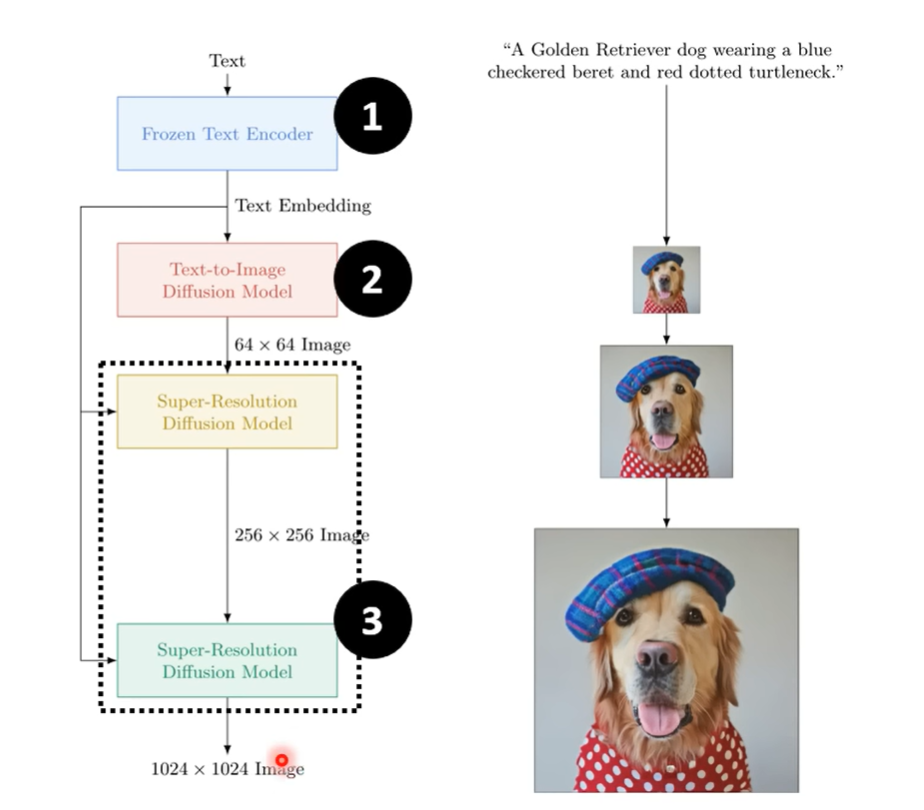 Text
1
Frozen Text Encoder
Text Embedding
2
Text-to-Image
Diffusion Model
64 × 64 Image
Super-Resolution
Diffusion Model
256 × 256 Image
3
Super-Resolution
Diffusion Model
1024 × 1024 Image
“A Golden Retriever dog wearing a blue
checkered beret and red dotted turtleneck.”